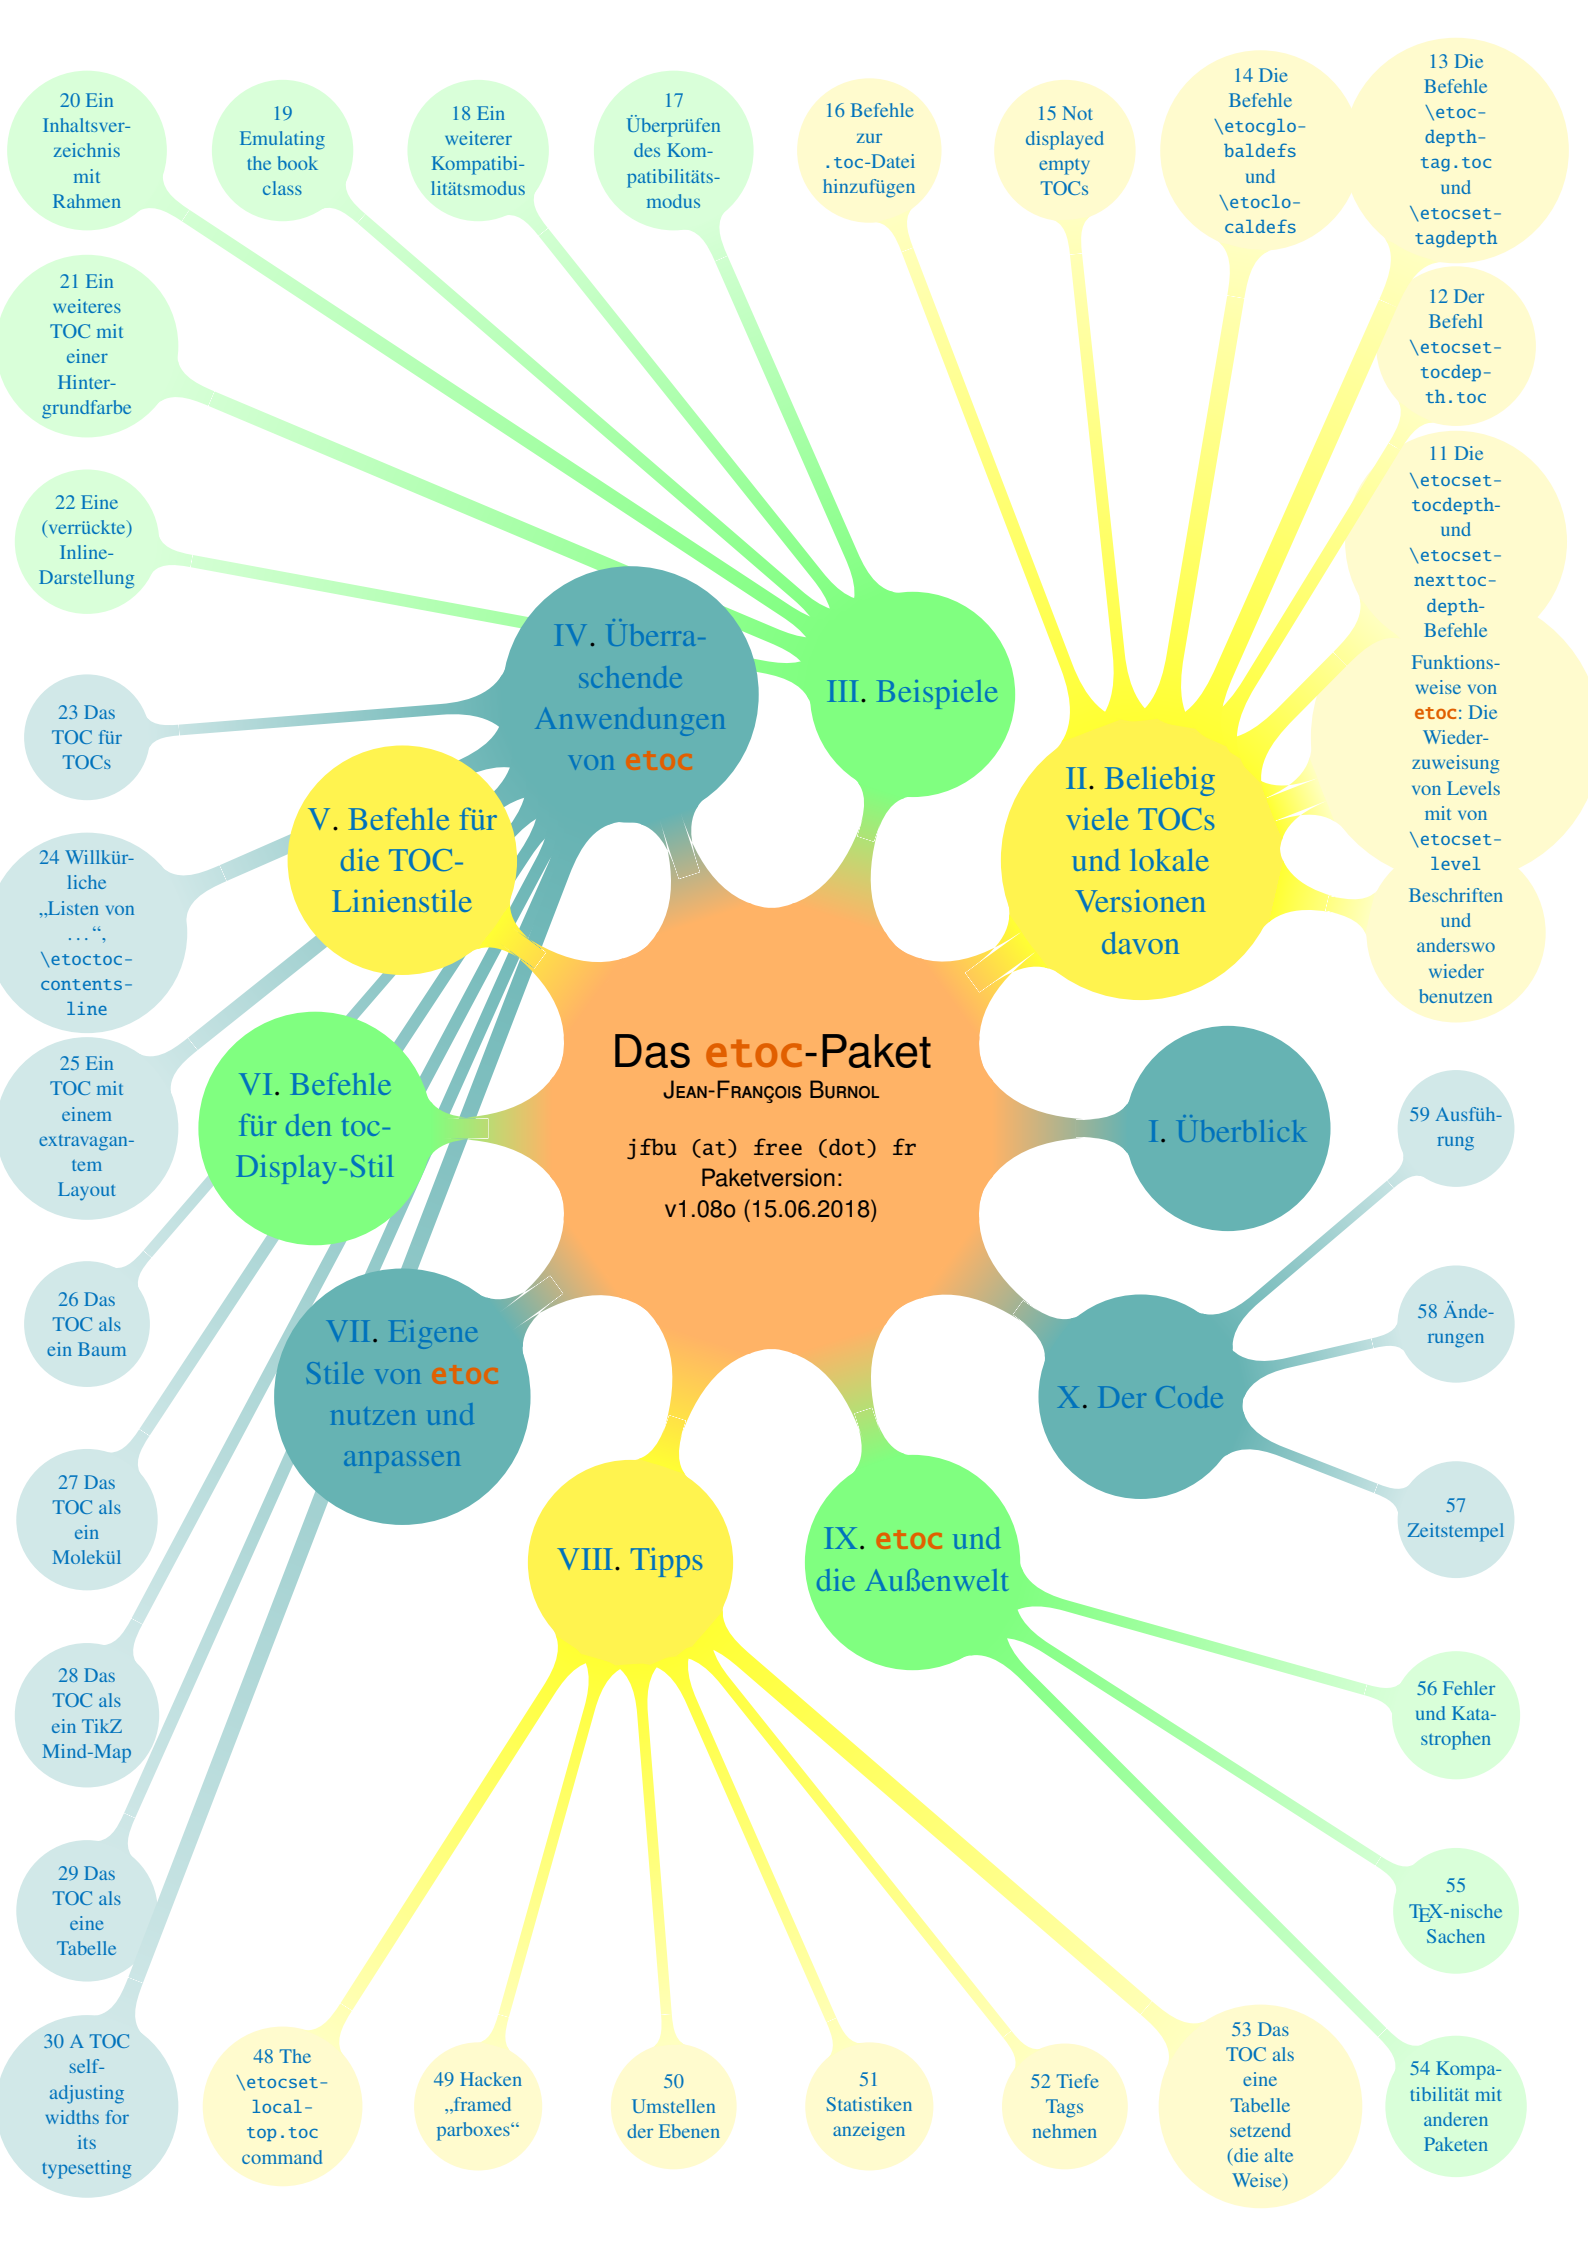 Das etoc-Paket
Jean-François Burnol
jfbu (at) free (dot) fr
Paketversion:
v1.08o (15.06.2018)
I. Überblick
II. Beliebig
viele TOCs
und lokale
Versionen
davon
Beschriften
und
anderswo
wieder
benutzen
Funktions-
weise von
etoc: Die
Wieder-
zuweisung
von Levels
mit von
\etocset-
level
11 Die
\etocset-
tocdepth-
und
\etocset-
nexttoc-
depth-
Befehle
12 Der
Befehl
\etocset-
tocdep-
th.toc
13 Die
Befehle
\etoc-
depth-
tag.toc
und
\etocset-
tagdepth
14 Die
Befehle
\etocglo-
baldefs
und
\etoclo-
caldefs
15 Not
displayed
empty
TOCs
16 Befehle
zur
.toc-Datei
hinzufügen
III. Beispiele
17
Überprüfen
des Kom-
patibilitäts-
modus
18 Ein
weiterer
Kompatibi-
litätsmodus
19
Emulating
the book
class
20 Ein
Inhaltsver-
zeichnis
mit
Rahmen
21 Ein
weiteres
TOC mit
einer
Hinter-
grundfarbe
22 Eine
(verrückte)
Inline-
Darstellung
IV. Überra-
schende
Anwendungen
von etoc
23 Das
TOC für
TOCs
24 Willkür-
liche
„Listen von
…“,
\etoctoc-
contents-
line
25 Ein
TOC mit
einem
extravagan-
tem
Layout
26 Das
TOC als
ein Baum
27 Das
TOC als
ein
Molekül
28 Das
TOC als
ein TikZ
Mind-Map
29 Das
TOC als
eine
Tabelle
30 A TOC
self-
adjusting
widths for
its
typesetting
V. Befehle für
die TOC-
Linienstile
VI. Befehle
für den toc-
Display-Stil
VII. Eigene
Stile von etoc
nutzen und
anpassen
VIII. Tipps
48 The
\etocset-
local-
top.toc
command
49 Hacken
„framed
parboxes“
50
Umstellen
der Ebenen
51
Statistiken
anzeigen
52 Tiefe
Tags
nehmen
53 Das
TOC als
eine
Tabelle
setzend
(die alte
Weise)
IX. etoc und
die Außenwelt
54 Kompa-
tibilität mit
anderen
Paketen
55
TEX-nische
Sachen
56 Fehler
und Kata-
strophen
X. Der Code
57
Zeitstempel
58 Ände-
rungen
59 Ausfüh-
rung